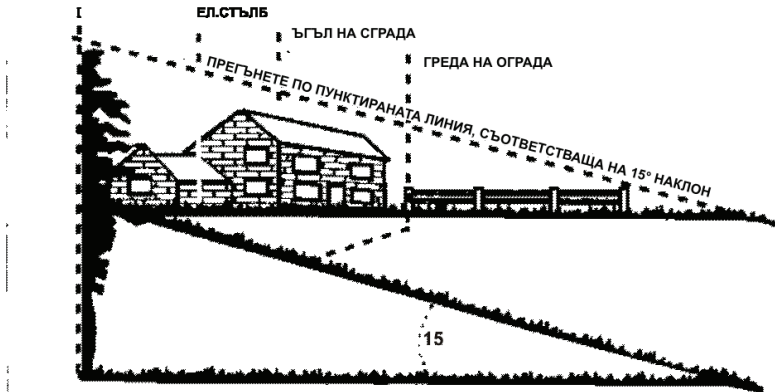 I
ЕЛ.СТЪЛБ
ЪГЪЛ НА СГРАДА
ГРЕДА НА ОГРАДА
ПРЕГЪНЕТЕ ПО ПУНКТИРАНАТА ЛИНИЯ, СЪОТВЕТСТВАЩА НА 15° НАКЛОН
15